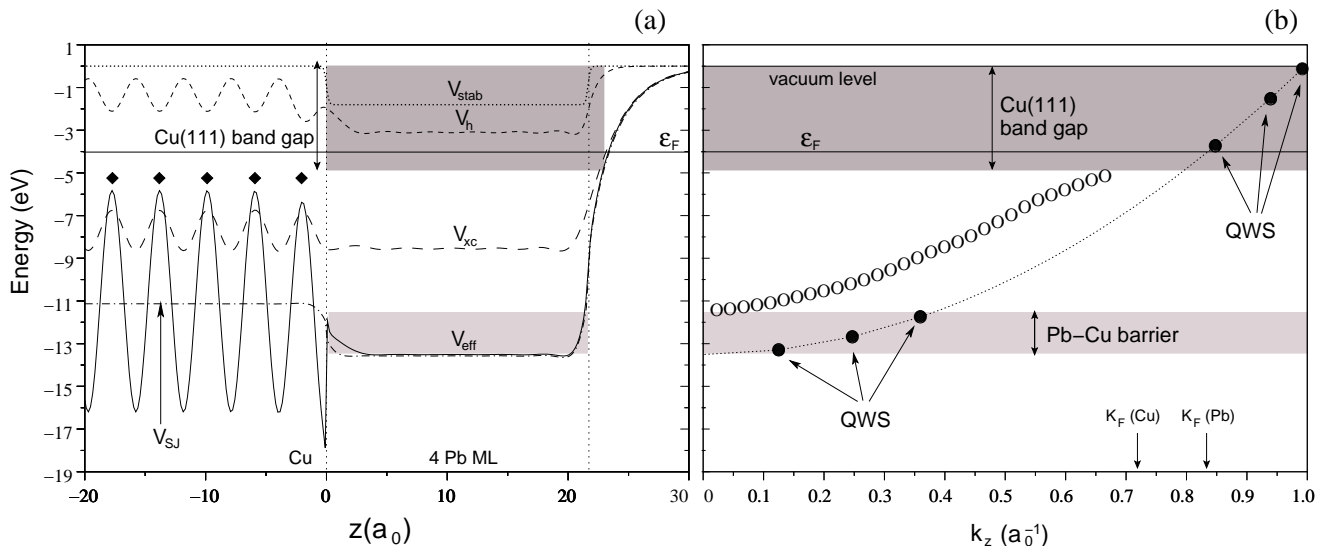 (a)
1
−1
−3
−5
−7
−9
−11
−13
−15
−17
−19
Energy (eV)
V_stab
V_h
Cu(111) band gap
ε_F
V_xc
V_eff
V_SJ
Cu
4 Pb ML
−20
−10
0
10
20
30
z(a_0)
(b)
vacuum level
Cu(111)
band gap
ε_F
QWS
Pb−Cu barrier
QWS
K_F (Cu)
K_F (Pb)
0
0.1
0.2
0.3
0.4
0.5
0.6
0.7
0.8
0.9
1.0
k_z (a_0^−1)